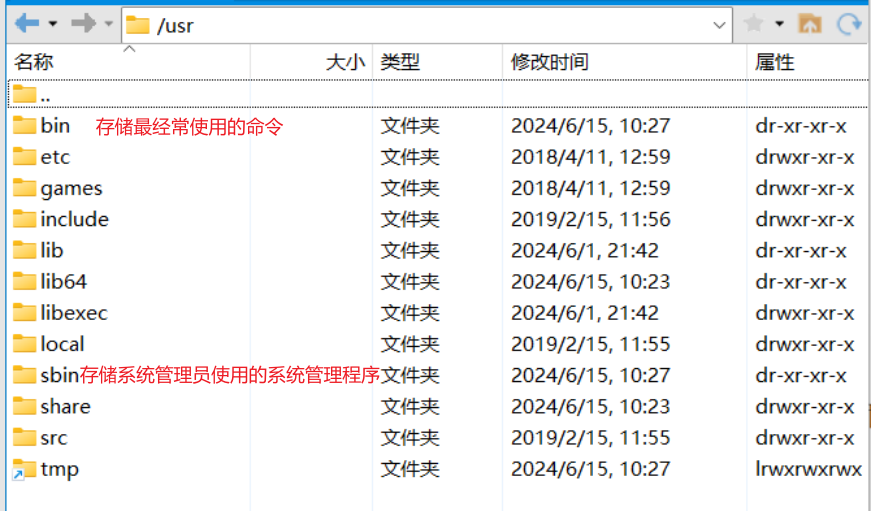 /usr
名称 大小 类型 修改时间 属性
..
bin 存储最经常使用的命令 文件夹 2024/6/15, 10:27 dr-xr-xr-x
etc 文件夹 2018/4/11, 12:59 drwxr-xr-x
games 文件夹 2018/4/11, 12:59 drwxr-xr-x
include 文件夹 2019/2/15, 11:56 drwxr-xr-x
lib 文件夹 2024/6/1, 21:42 dr-xr-xr-x
lib64 文件夹 2024/6/15, 10:23 dr-xr-xr-x
libexec 文件夹 2024/6/1, 21:42 drwxr-xr-x
local 文件夹 2019/2/15, 11:55 drwxr-xr-x
sbin存储系统管理员使用的系统管理程序文件夹 2024/6/15, 10:27 dr-xr-xr-x
share 文件夹 2024/6/15, 10:23 drwxr-xr-x
src 文件夹 2019/2/15, 11:55 drwxr-xr-x
tmp 文件夹 2024/6/15, 10:27 lrwxrwxrwx